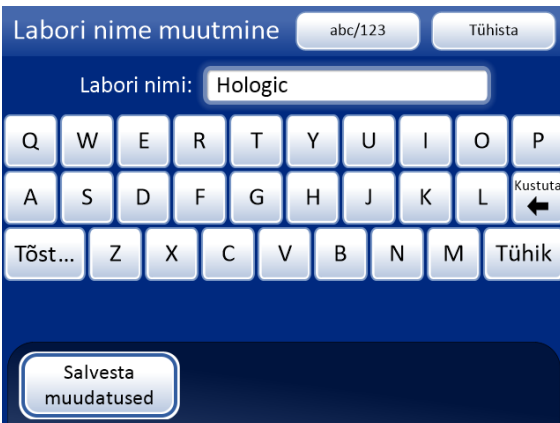 Labori nime muutmine abc/123 Tühista
Labori nimi: Hologic
Q W E R T Y U I O P
A S D F G H J K L Kustuta
Tõst... Z X C V B N M Tühik
Salvesta
muudatused